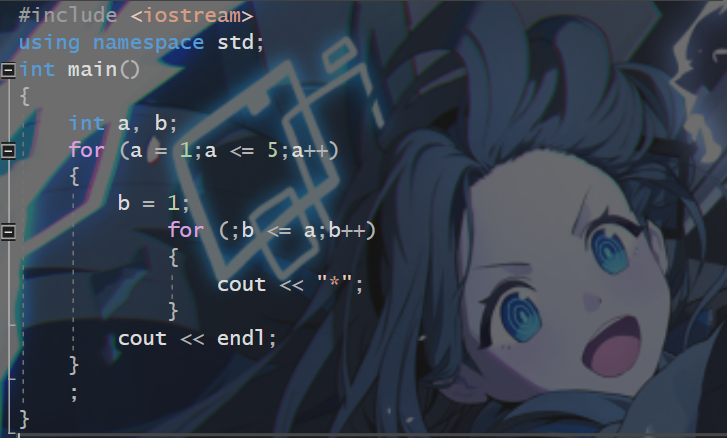 #include <iostream>
using namespace std;
int main()
{
    int a, b;
    for (a = 1;a <= 5;a++)
    {
        b = 1;
            for (;b <= a;b++)
            {
                cout << "*";
            }
        cout << endl;
    }
    ;
}